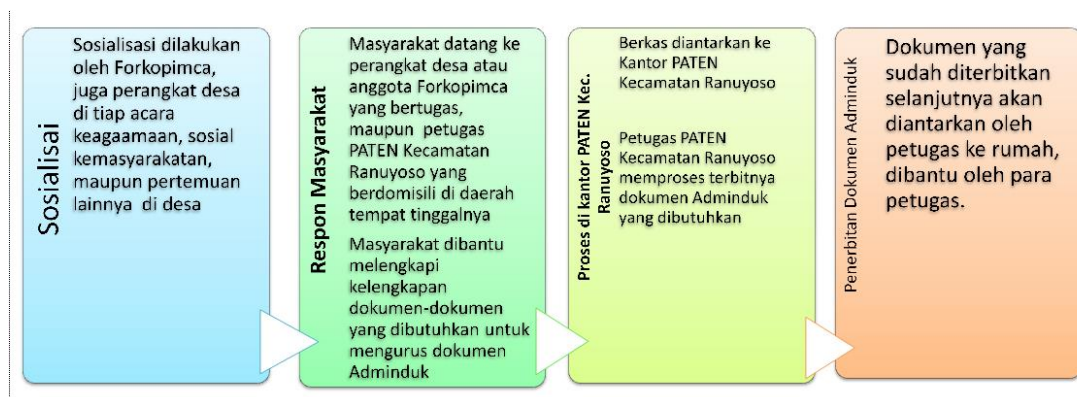 Sosialisai
Sosialisasi dilakukan
oleh Forkopimca,
juga perangkat desa
di tiap acara
keagaamaan, sosial
kemasyarakatan,
maupun pertemuan
lainnya di desa
Respon Masyarakat
Masyarakat datang ke
perangkat desa atau
anggota Forkopimca
yang bertugas,
maupun petugas
PATEN Kecamatan
Ranuyoso yang
berdomisili di daerah
tempat tinggalnya
Masyarakat dibantu
melengkapi
kelengkapan
dokumen-dokumen
yang dibutuhkan untuk
mengurus dokumen
Adminduk
Proses di kantor PATEN Kec.
Ranuyoso
Berkas diantarkan ke
Kantor PATEN
Kecamatan Ranuyoso
Petugas PATEN
Kecamatan Ranuyoso
memproses terbitnya
dokumen Adminduk
yang dibutuhkan
Penerbitan Dokumen Adminduk
Dokumen yang
sudah diterbitkan
selanjutnya akan
diantarkan oleh
petugas ke rumah,
dibantu oleh para
petugas.